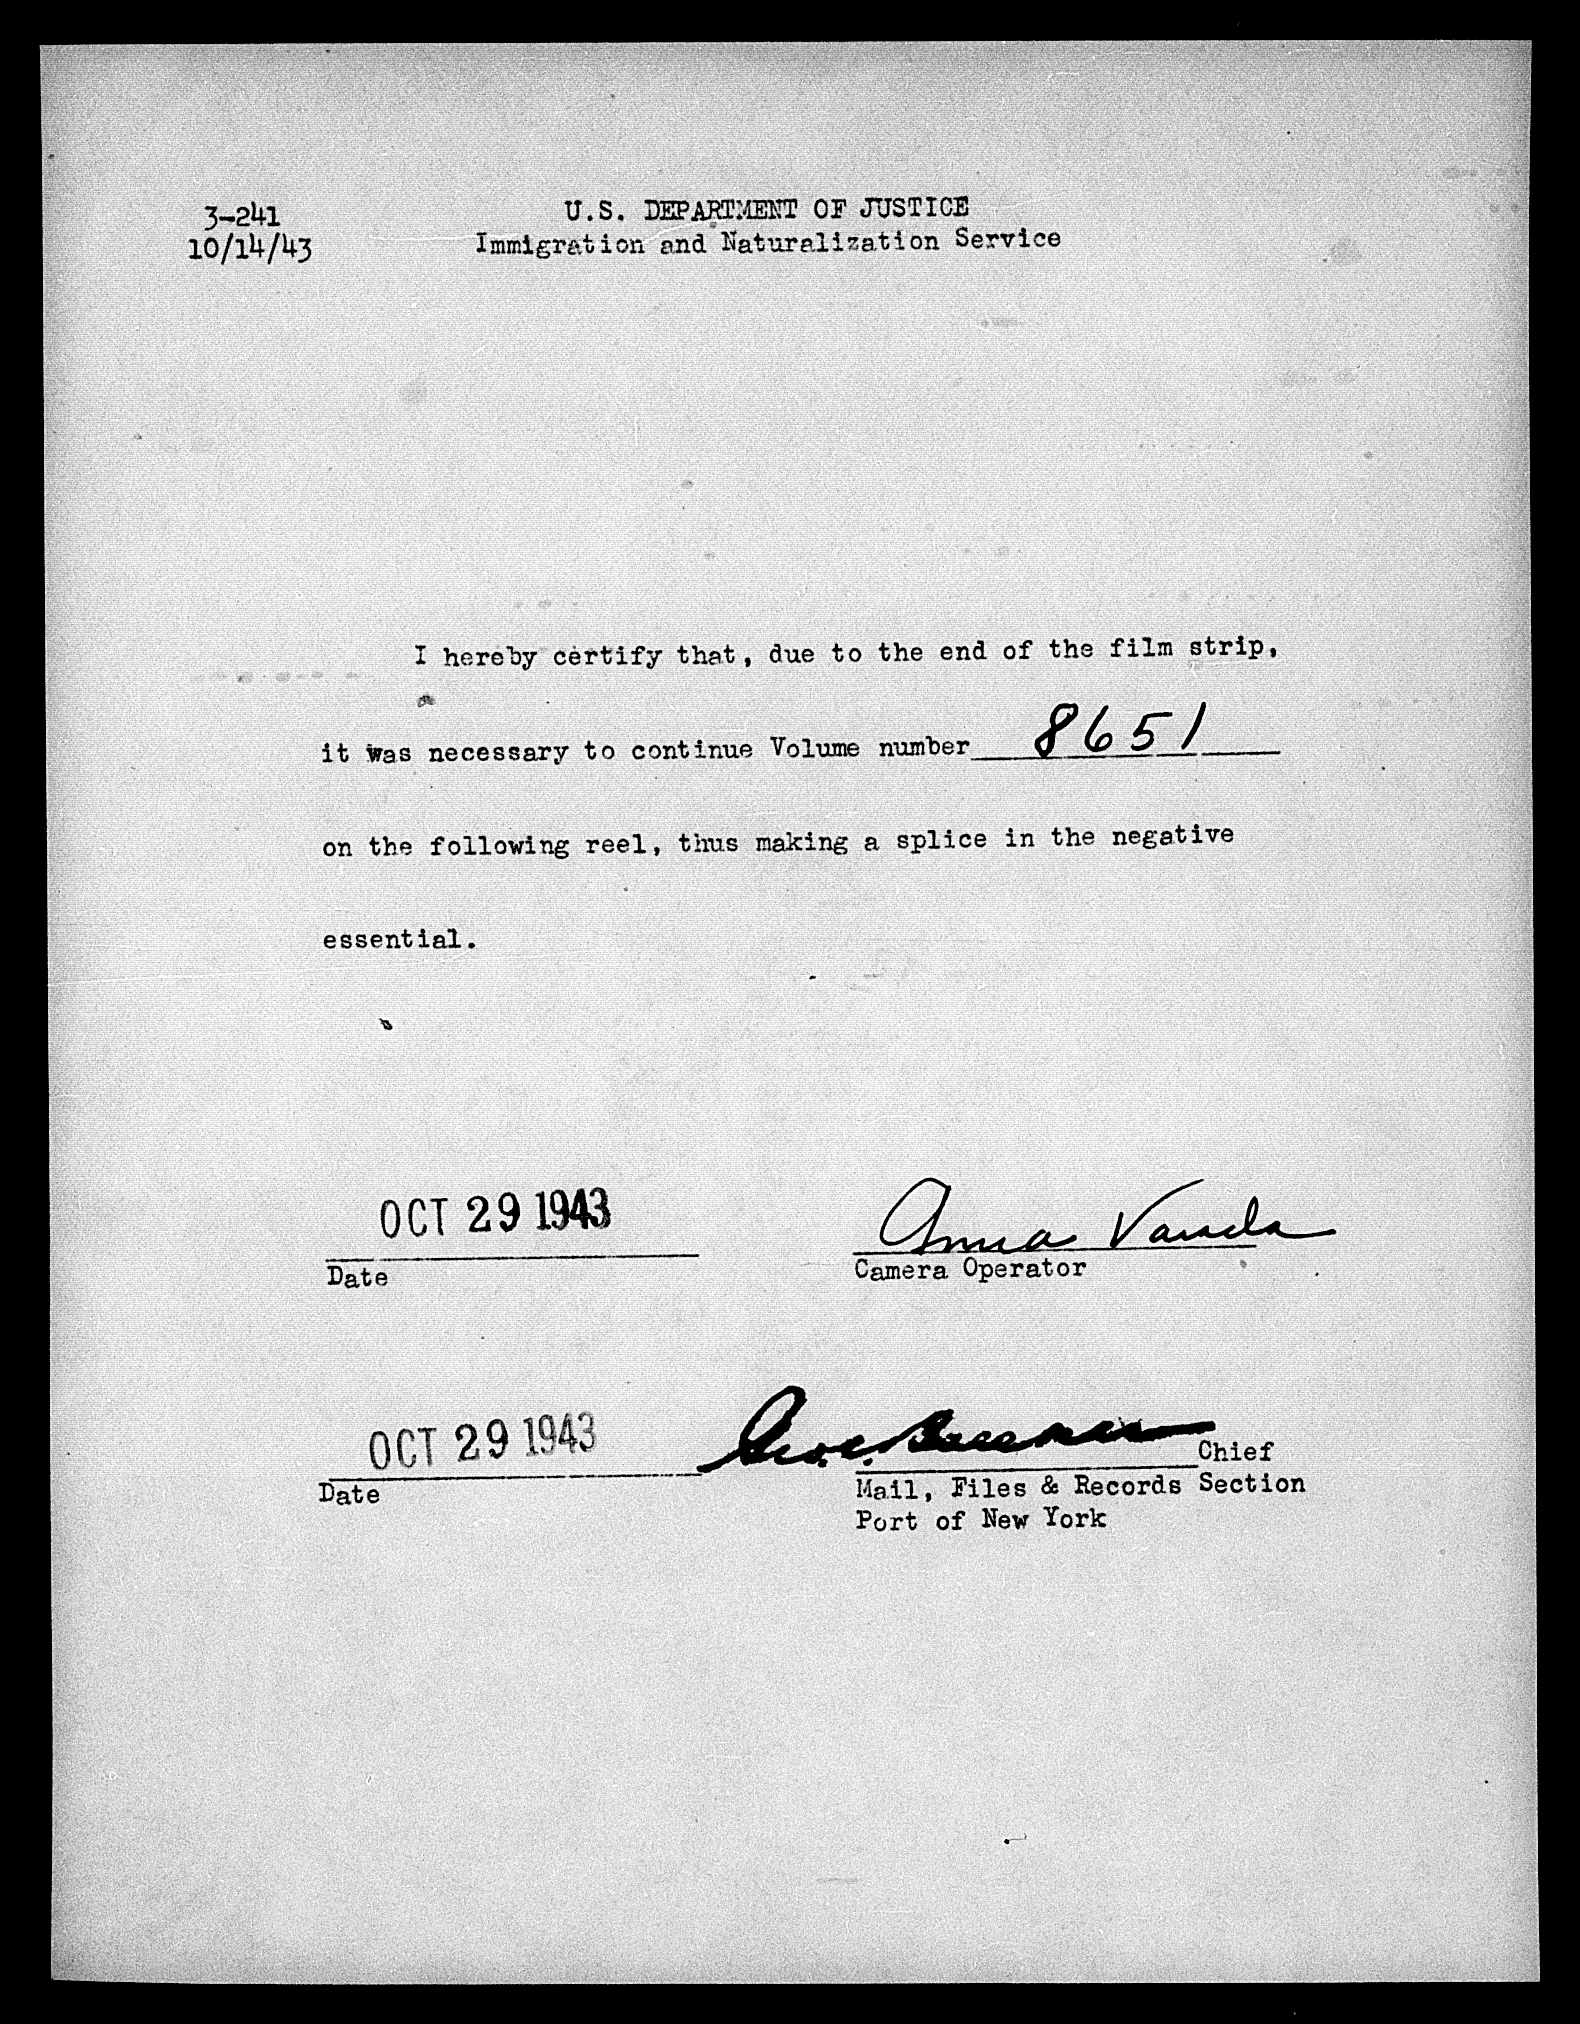 3-241
10/14/43
U.S. DEPARTMENT OF JUSTICE
Immigration and Naturalization Service
I hereby certify that, due to the end of the film strip,
it was necessary to continue Volume number 8651
on the following reel, thus making a splice in the negative
essential.
OCT 29 1943
Date
Anna Vanda
Camera Operator
OCT 29 1943
Date
Chief
Mail, Files & Records Section
Port of New York